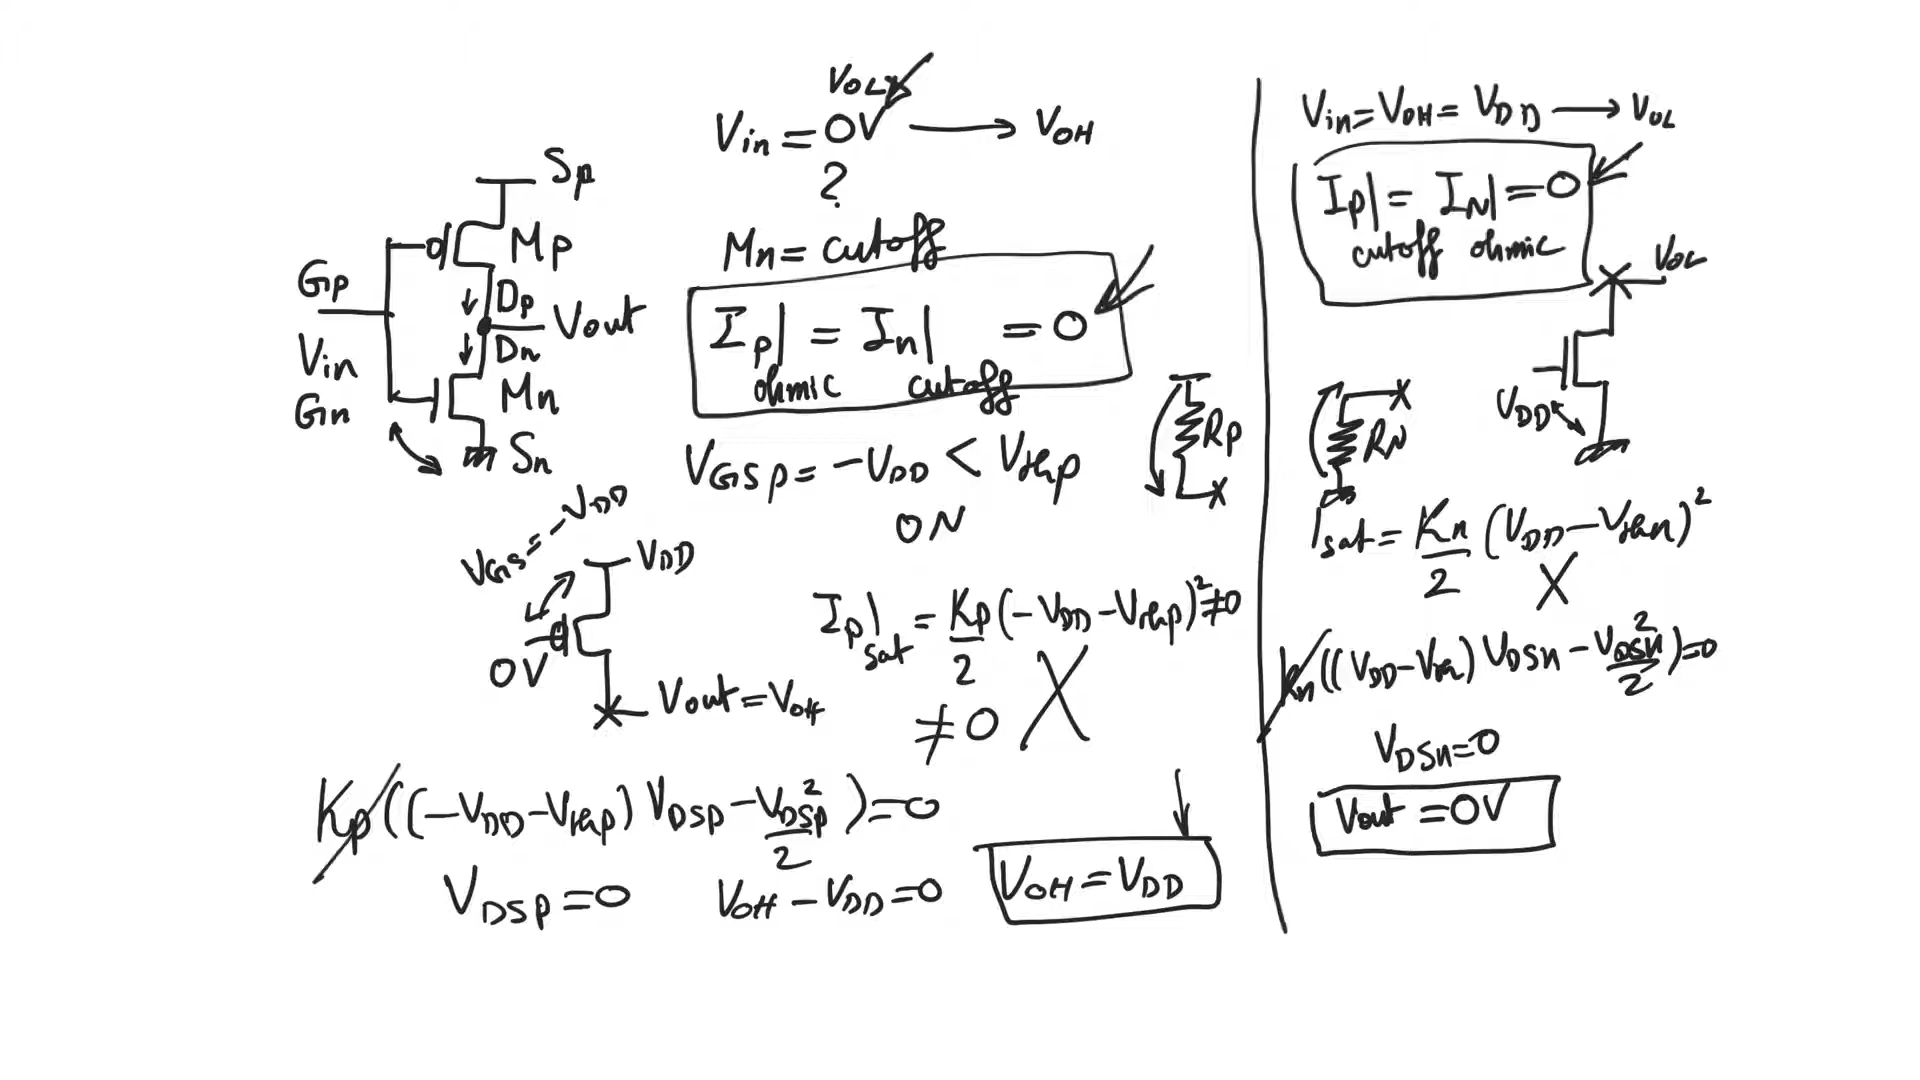 Sp
Mp
Gp
Dp
Vout
Vin
Dn
Gn
Mn
Sn
VOL
Vin = 0V → VOH
?
Mn = cutoff
Ip|ohmic = In|cutoff = 0
VGSp = -VDD < Vthp
ON
Rp
VGS = -VDD
VDD
0V
Vout = VOH
Ip|sat = Kp/2 (-VDD - Vthp)² ≠ 0
≠ 0 X
Kp((-VDD - Vthp) VDSp - VDSp²/2) = 0
VDSp = 0
VOH - VDD = 0
VOH = VDD
Vin = VOH = VDD → VOL
Ip|cutoff = IN|ohmic = 0
VOL
VDD
RN
Isat = Kn/2 (VDD - Vthn)²
X
Kn((VDD - Vth) VDSn - VDSn²/2) = 0
VDSn = 0
Vout = 0V